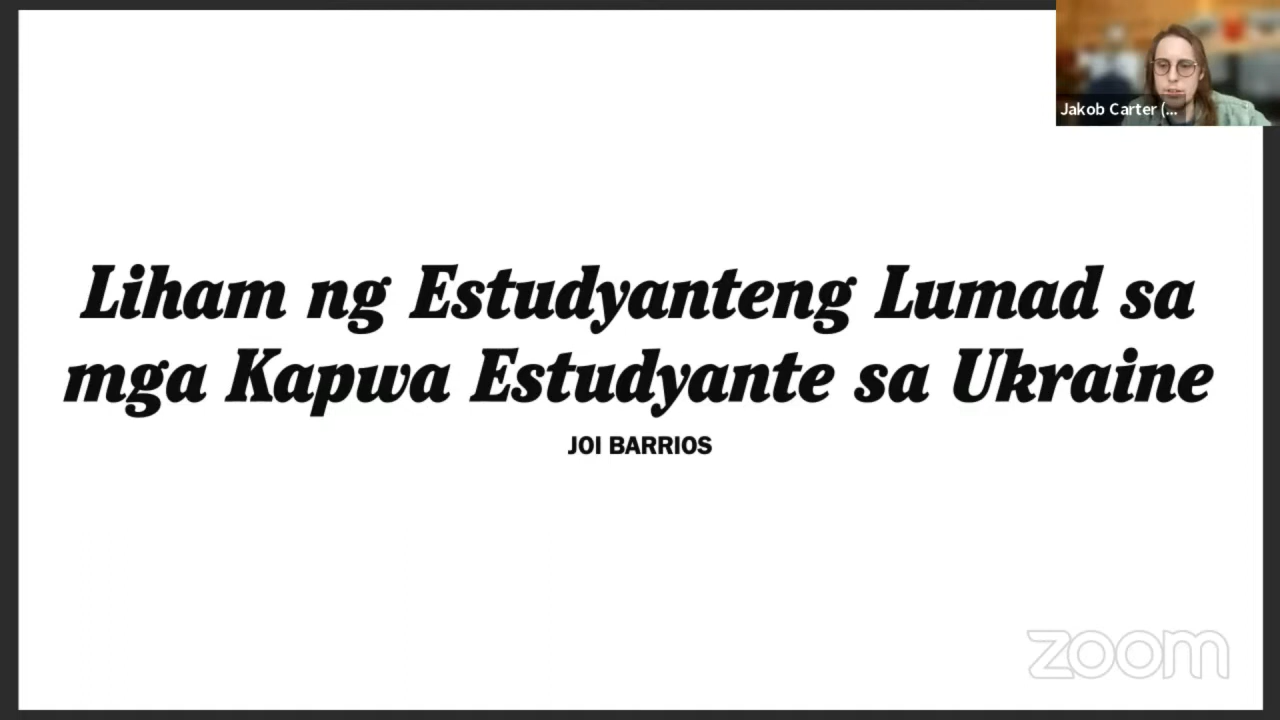 Jakob Carter (...
Liham ng Estudyanteng Lumad sa
mga Kapwa Estudyante sa Ukraine
JOI BARRIOS
zoom